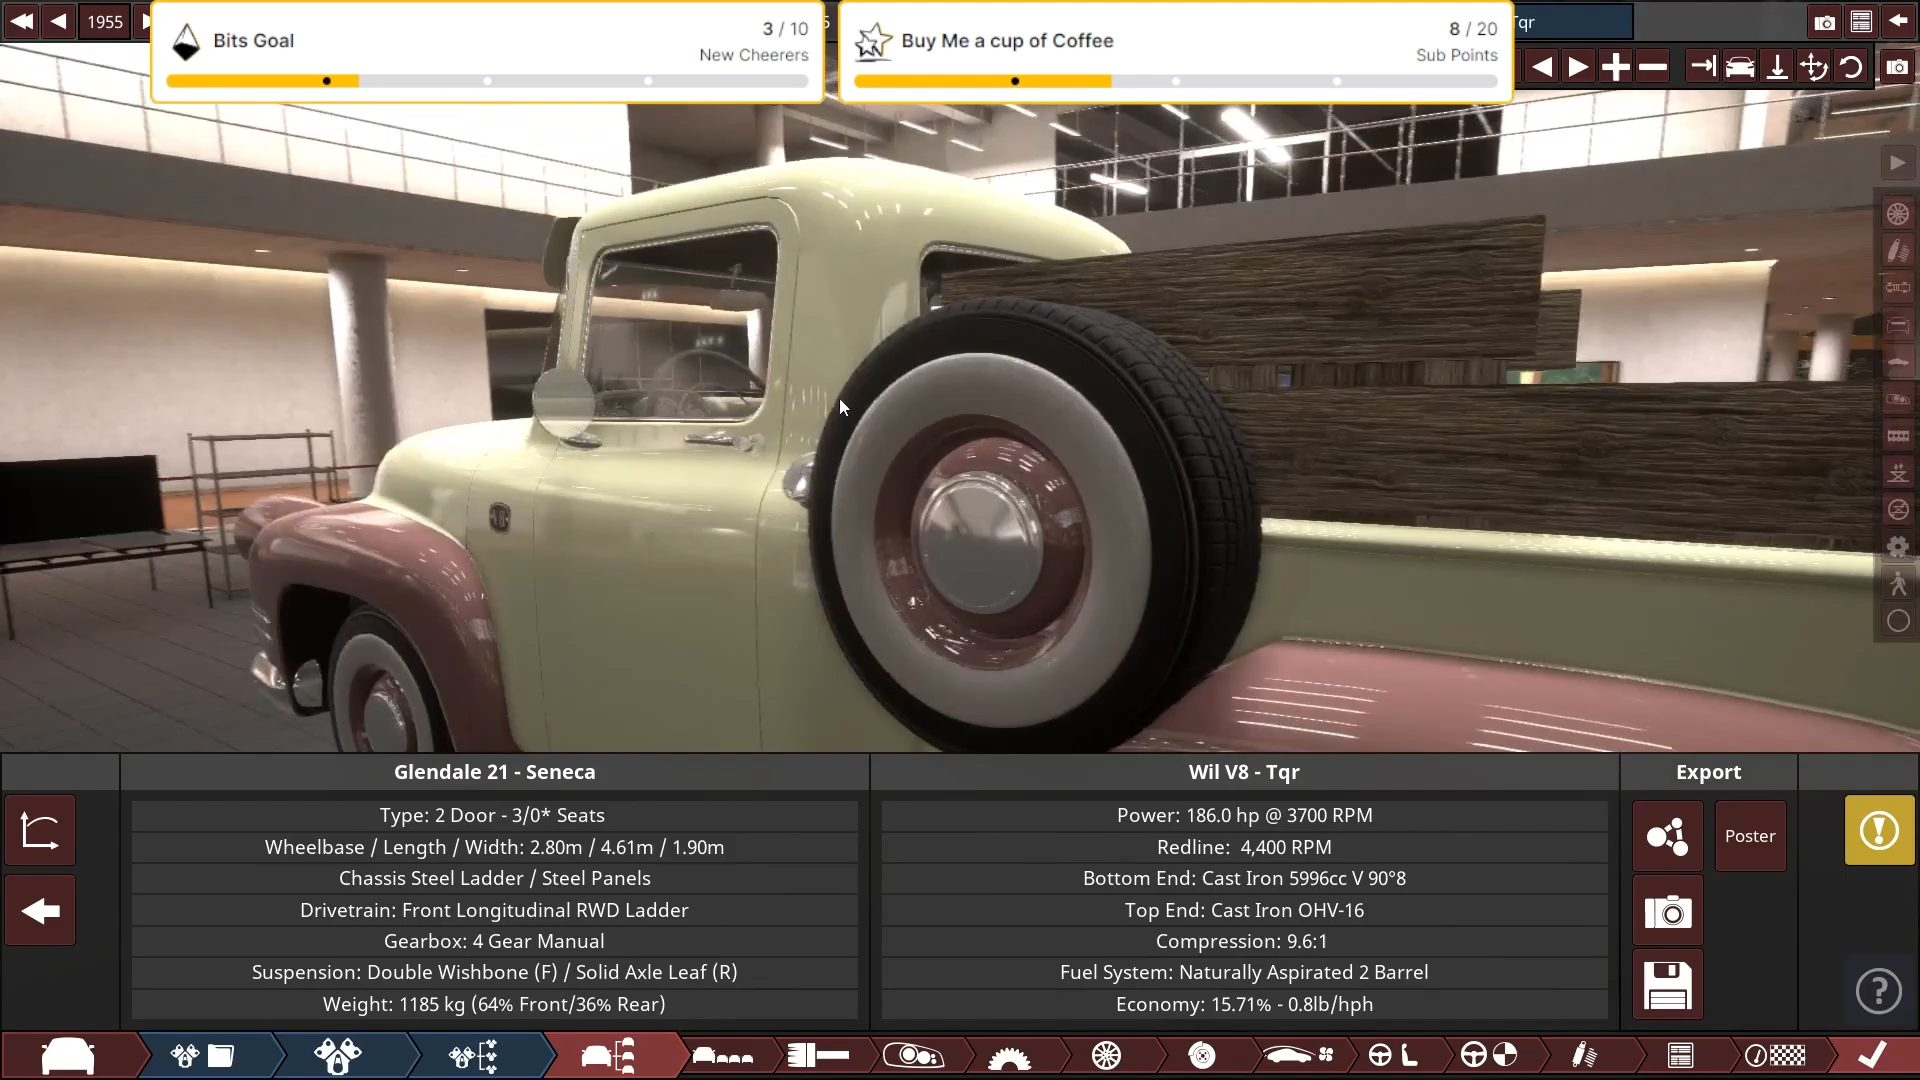 1955
Bits Goal
3 / 10
New Cheerers
5
Buy Me a cup of Coffee
8 / 20
Sub Points
Tqr
Glendale 21 - Seneca
Type: 2 Door - 3/0* Seats
Wheelbase / Length / Width: 2.80m / 4.61m / 1.90m
Chassis Steel Ladder / Steel Panels
Drivetrain: Front Longitudinal RWD Ladder
Gearbox: 4 Gear Manual
Suspension: Double Wishbone (F) / Solid Axle Leaf (R)
Weight: 1185 kg (64% Front/36% Rear)
Wil V8 - Tqr
Power: 186.0 hp @ 3700 RPM
Redline: 4,400 RPM
Bottom End: Cast Iron 5996cc V 90°8
Top End: Cast Iron OHV-16
Compression: 9.6:1
Fuel System: Naturally Aspirated 2 Barrel
Economy: 15.71% - 0.8lb/hph
Export
Poster